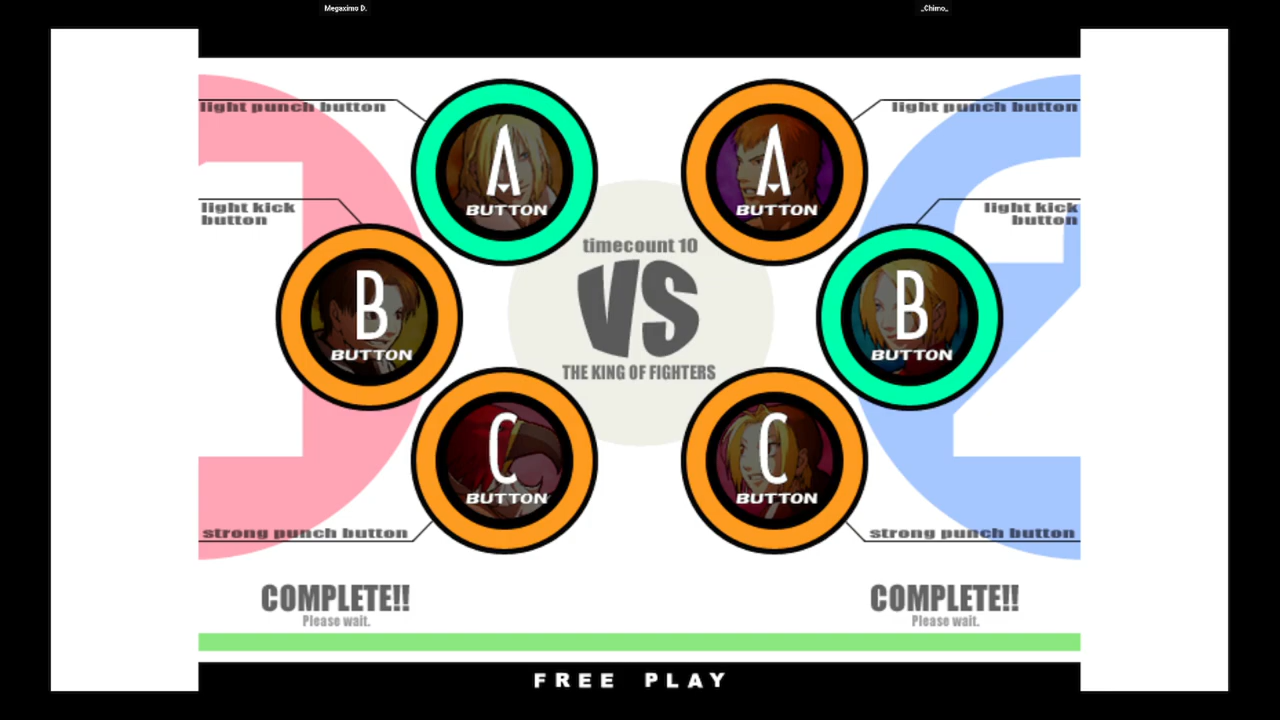 Megaximo D.
_Chimo_
light punch button
light punch button
A
BUTTON
A
BUTTON
light kick
button
light kick
button
timecount 10
VS
THE KING OF FIGHTERS
B
BUTTON
B
BUTTON
C
BUTTON
C
BUTTON
strong punch button
strong punch button
COMPLETE!!
Please wait.
COMPLETE!!
Please wait.
FREE PLAY